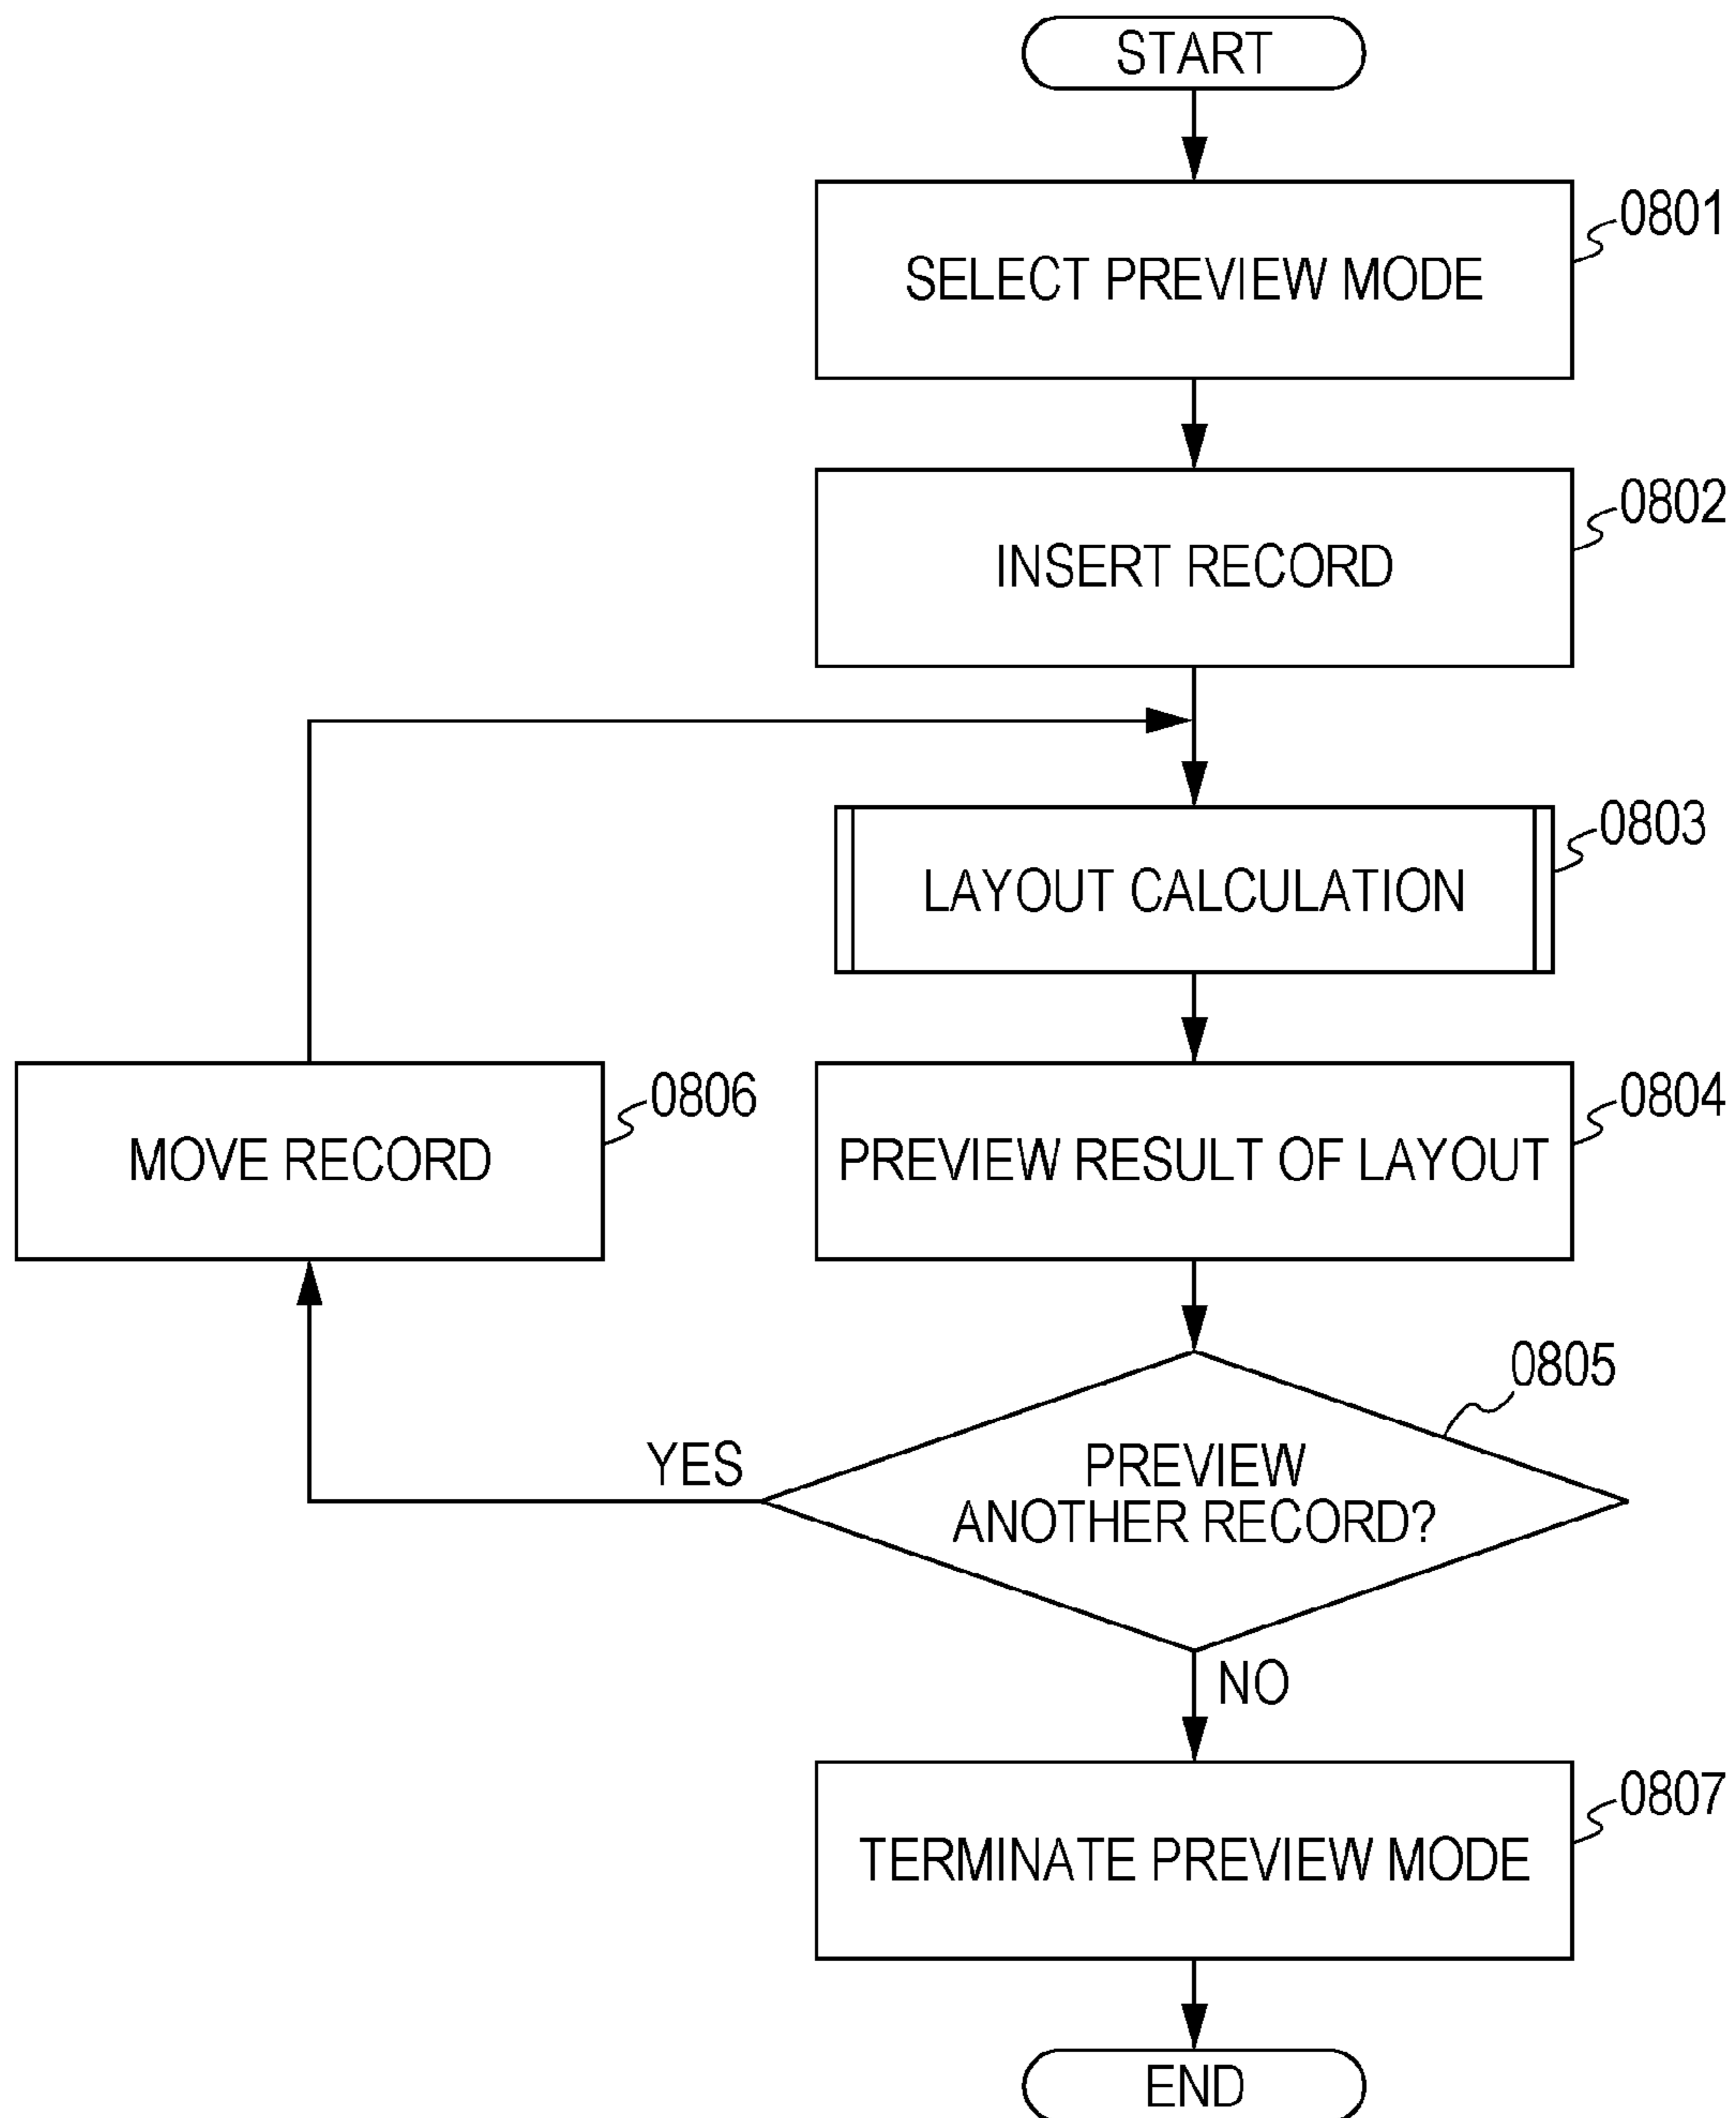 START
SELECT PREVIEW MODE
0801
INSERT RECORD
0802
LAYOUT CALCULATION
0803
PREVIEW RESULT OF LAYOUT
0804
PREVIEW
ANOTHER RECORD?
0805
YES
MOVE RECORD
0806
NO
TERMINATE PREVIEW MODE
0807
END